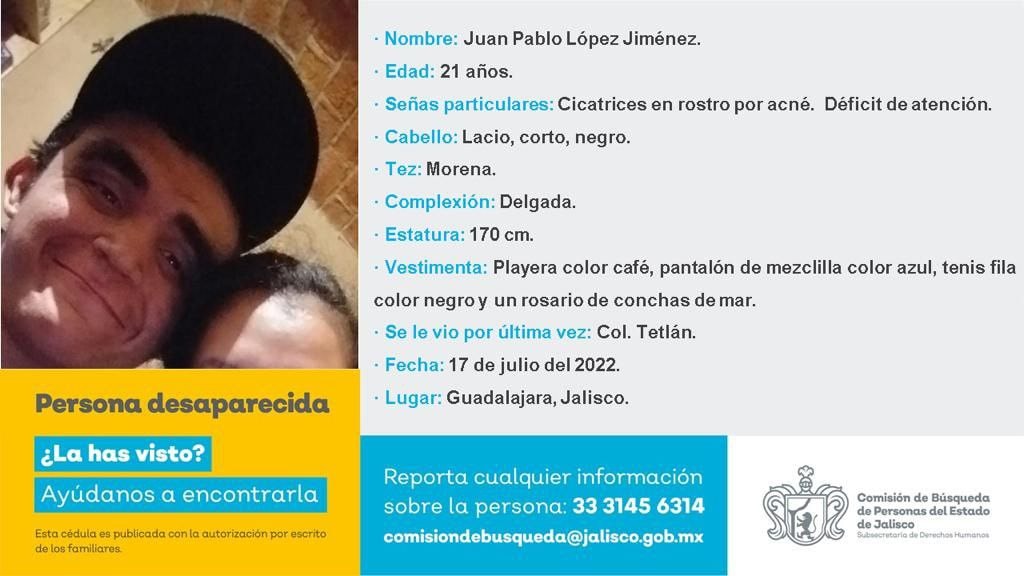 · Nombre: Juan Pablo López Jiménez.
· Edad: 21 años.
· Señas particulares: Cicatrices en rostro por acné. Déficit de atención.
· Cabello: Lacio, corto, negro.
· Tez: Morena.
· Complexión: Delgada.
· Estatura: 170 cm.
· Vestimenta: Playera color café, pantalón de mezclilla color azul, tenis fila
color negro y un rosario de conchas de mar.
· Se le vio por última vez: Col. Tetlán.
· Fecha: 17 de julio del 2022.
· Lugar: Guadalajara, Jalisco.
Persona desaparecida
¿La has visto?
Ayúdanos a encontrarla
Esta cédula es publicada con la autorización por escrito
de los familiares.
Reporta cualquier información
sobre la persona: 33 3145 6314
comisiondebusqueda@jalisco.gob.mx
Comisión de Búsqueda
de Personas del Estado
de Jalisco
Subsecretaría de Derechos Humanos